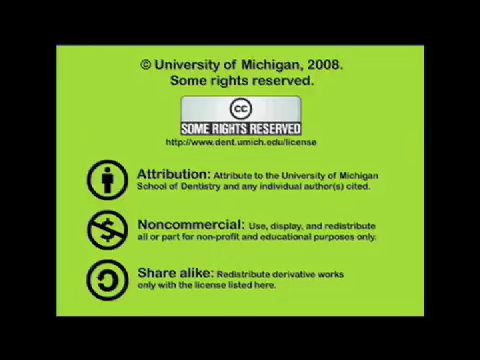 © University of Michigan, 2008.
Some rights reserved.
cc
SOME RIGHTS RESERVED
http://www.dent.umich.edu/license
Attribution: Attribute to the University of Michigan
School of Dentistry and any individual author(s) cited.
Noncommercial: Use, display, and redistribute
all or part for non-profit and educational purposes only.
Share alike: Redistribute derivative works
only with the license listed here.